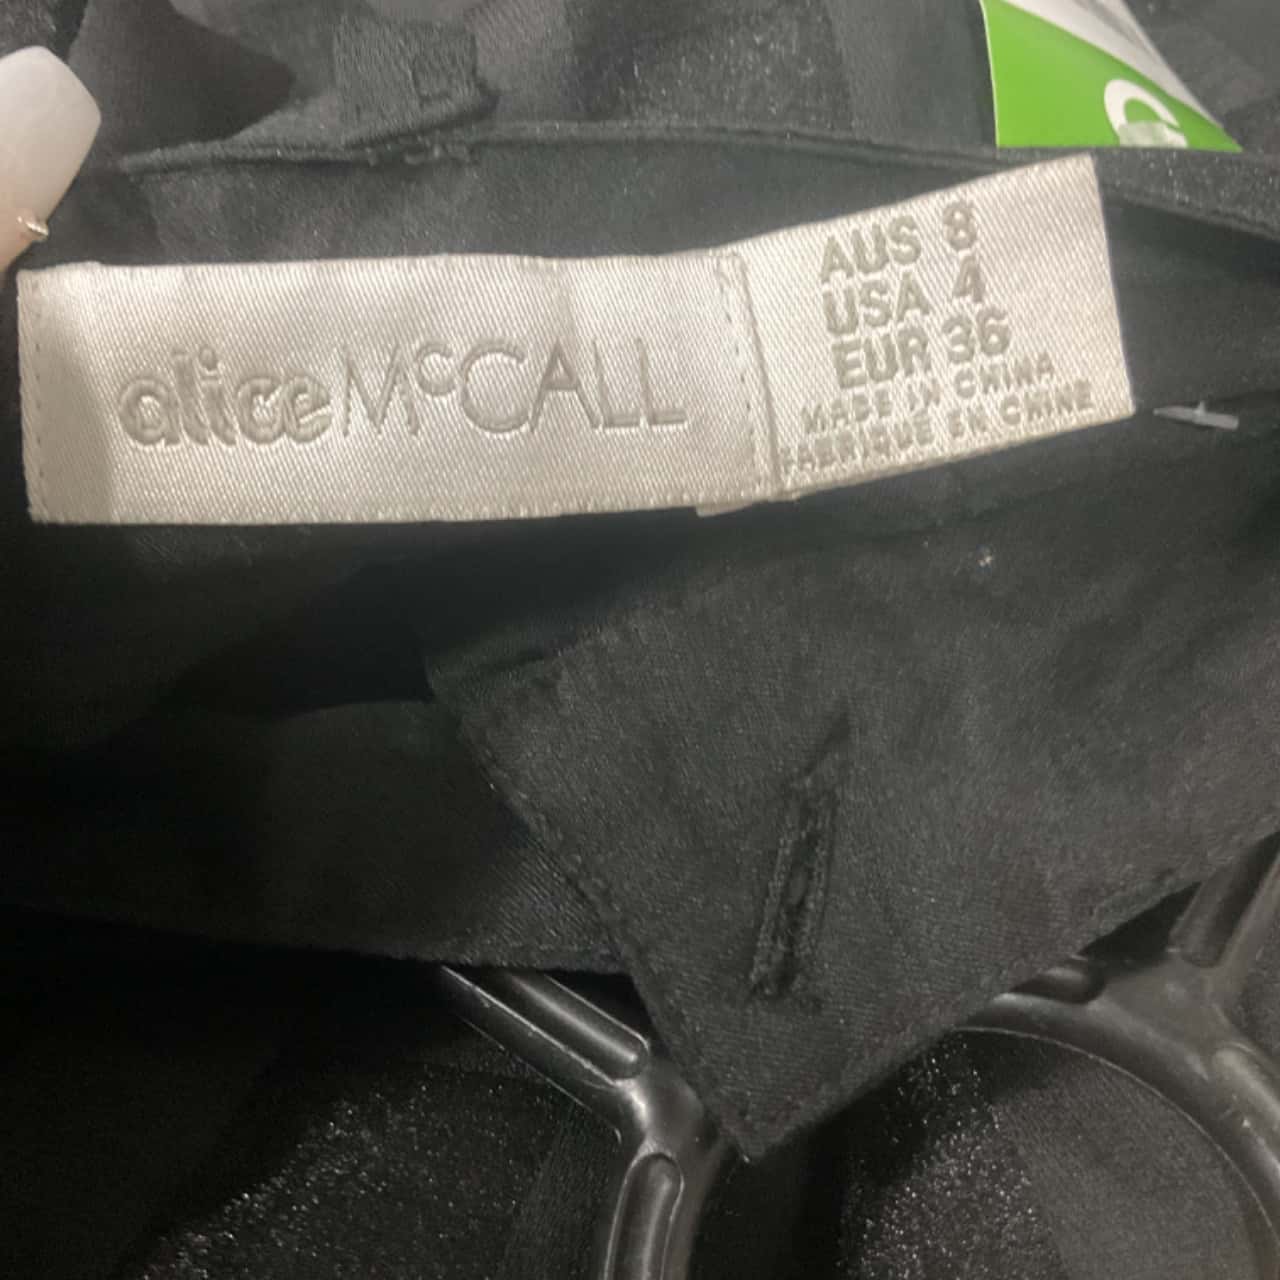 alice McCALL
AUS 8
USA 4
EUR 36
MADE IN CHINA
FABRIQUE EN CHINE